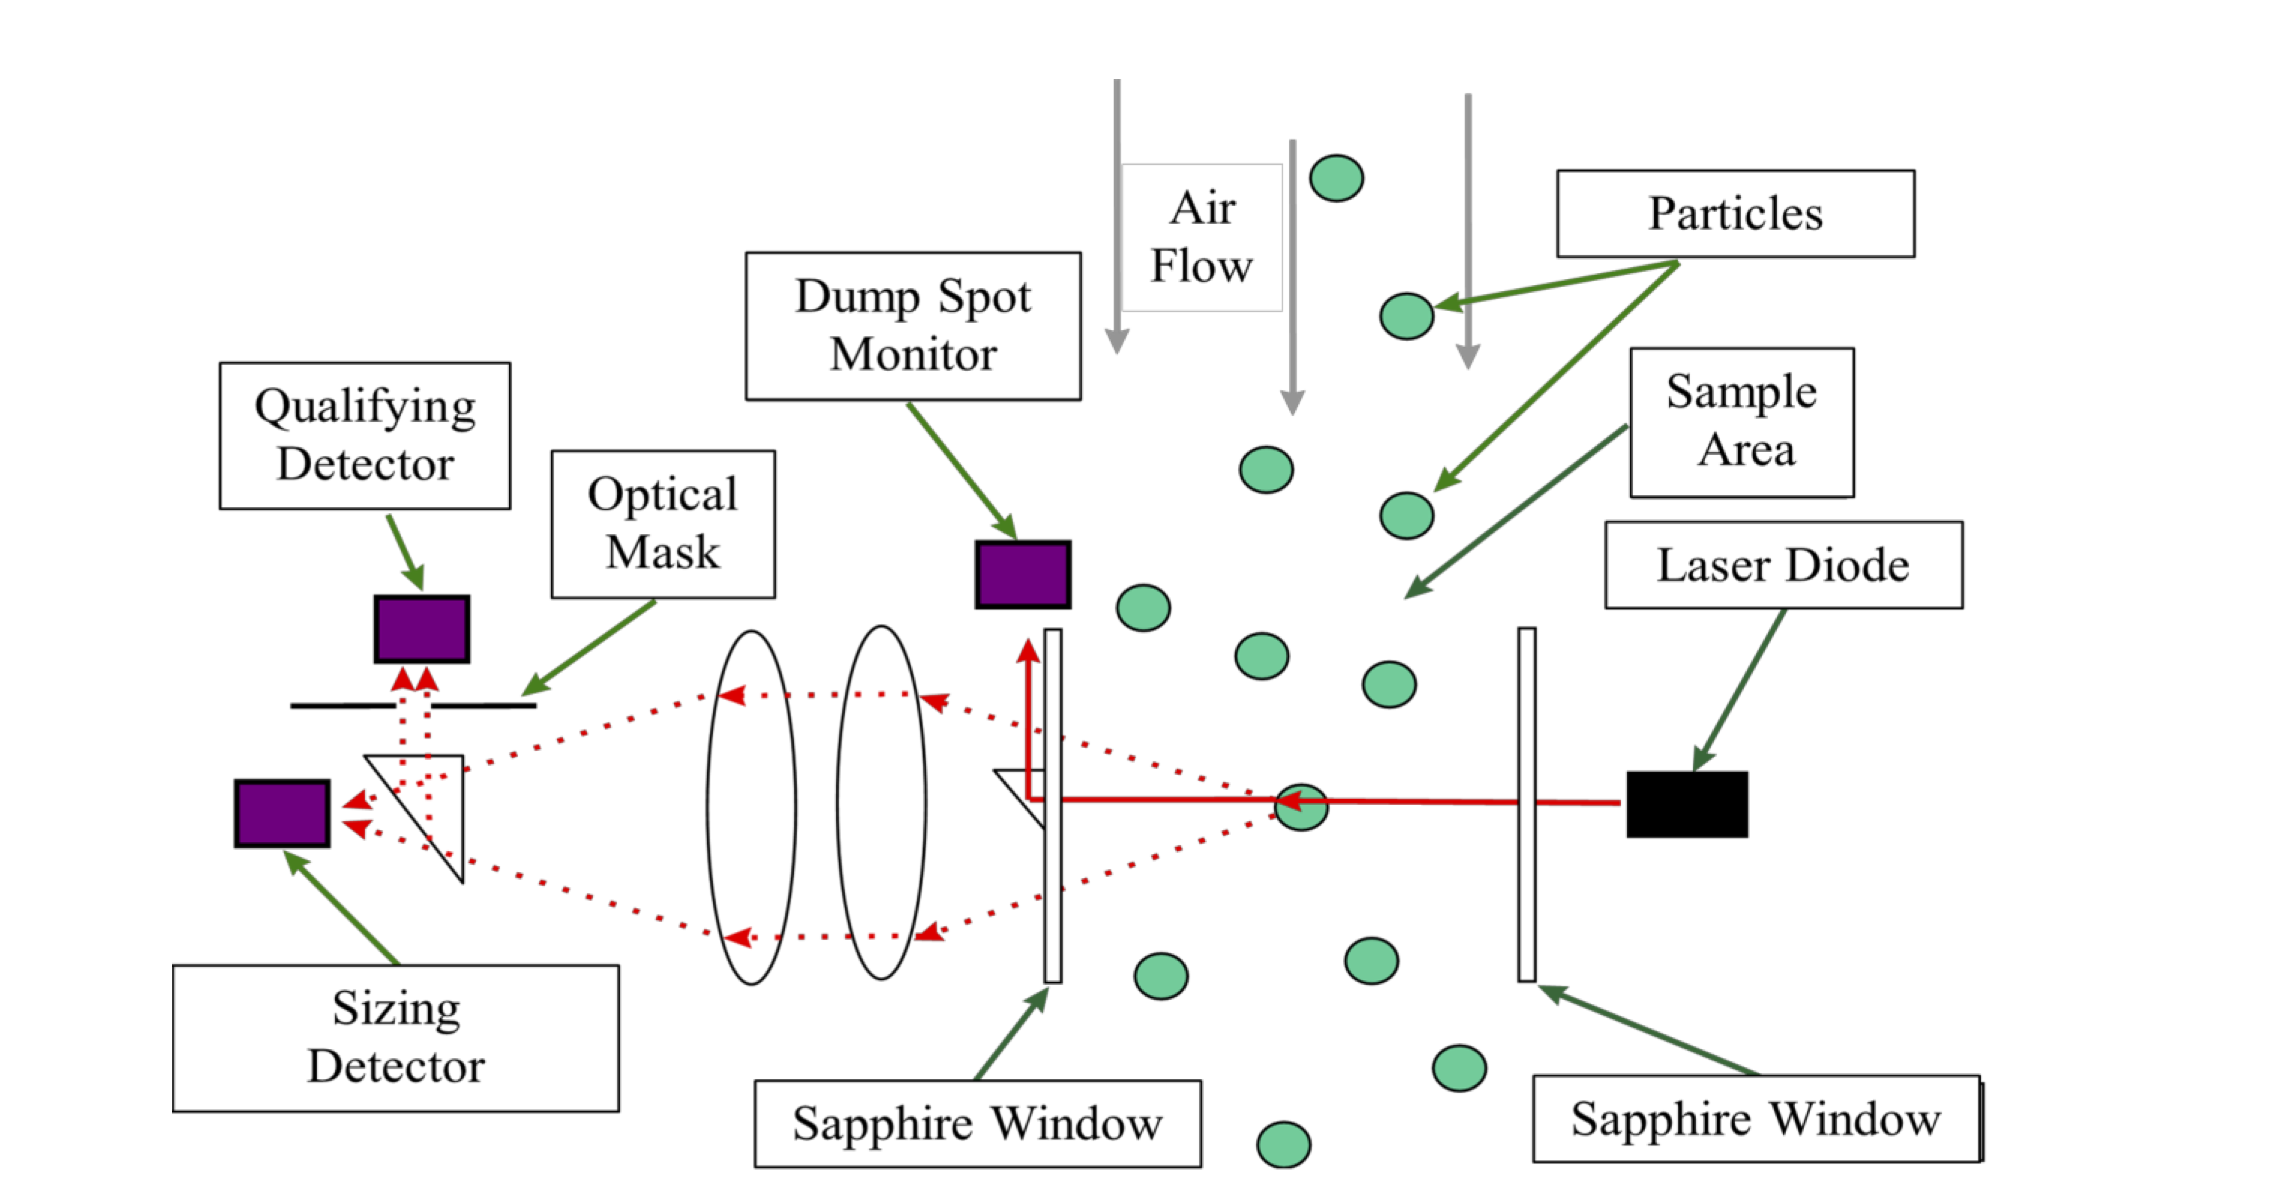 Air
Flow
Particles
Dump Spot
Monitor
Sample
Area
Qualifying
Detector
Optical
Mask
Laser Diode
Sizing
Detector
Sapphire Window
Sapphire Window